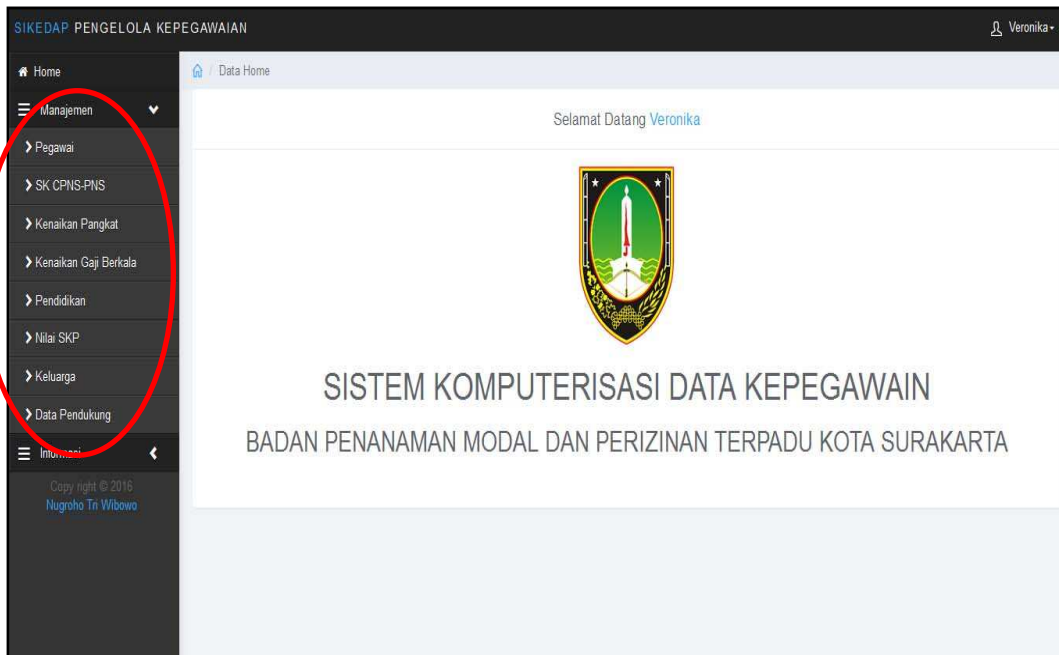 SIKEDAP PENGELOLA KEPEGAWAIAN
Veronika
Home
Data Home
Manajemen
Selamat Datang Veronika
Pegawai
SK CPNS-PNS
Kenaikan Pangkat
Kenaikan Gaji Berkala
Pendidikan
Nilai SKP
Keluarga
Data Pendukung
Informasi
SISTEM KOMPUTERISASI DATA KEPEGAWAIN
BADAN PENANAMAN MODAL DAN PERIZINAN TERPADU KOTA SURAKARTA
Copy right © 2016
Nugroho Tri Wibowo